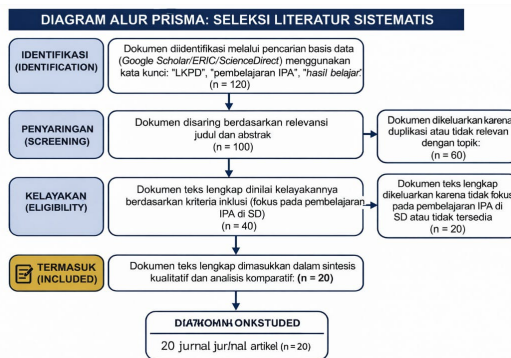 DIAGRAM ALUR PRISMA: SELEKSI LITERATUR SISTEMATIS
IDENTIFIKASI
(IDENTIFICATION)
Dokumen diidentifikasi melalui pencarian basis data
(Google Scholar/ERIC/ScienceDirect) menggunakan
kata kunci: "LKPD", "pembelajaran IPA", "hasil belajar".
(n = 120)
PENYARINGAN
(SCREENING)
Dokumen disaring berdasarkan relevansi
judul dan abstrak
(n = 100)
Dokumen dikeluarkan karena
duplikasi atau tidak relevan
dengan topik:
(n = 60)
KELAYAKAN
(ELIGIBILITY)
Dokumen teks lengkap dinilai kelayakannya
berdasarkan kriteria inklusi (fokus pada pembelajaran
IPA di SD)
(n = 40)
Dokumen teks lengkap
dikeluarkan karena tidak fokus
pada pembelajaran IPA di
SD atau tidak tersedia
(n = 20)
TERMASUK
(INCLUDED)
Dokumen teks lengkap dimasukkan dalam sintesis
kualitatif dan analisis komparatif: (n = 20)
20 jurnal jur/nal artikel (n = 20)